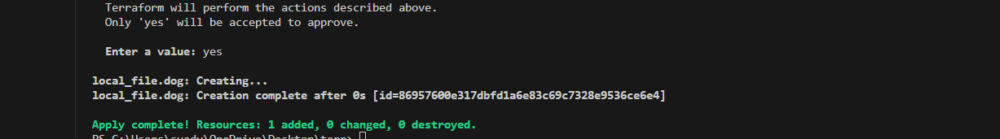 Terraform will perform the actions described above.
Only 'yes' will be accepted to approve.
Enter a value: yes
local_file.dog: Creating...
local_file.dog: Creation complete after 0s [id=86957600e317dbfd1a6e83c69c7328e9536ce6e4]
Apply complete! Resources: 1 added, 0 changed, 0 destroyed.
PS C:\Users\syedy\OneDrive\Desktop\terr>